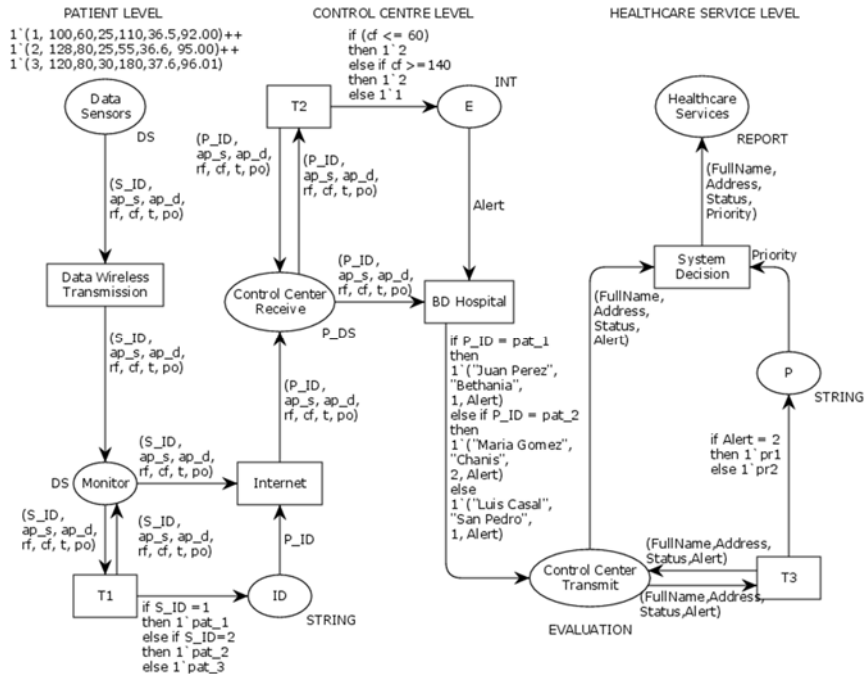 PATIENT LEVEL
1`(1, 100,60,25,110,36.5,92.00)++
1`(2, 128,80,25,55,36.6, 95.00)++
1`(3, 120,80,30,180,37.6,96.01)
Data
Sensors
DS
(S_ID,
ap_s, ap_d,
rf, cf, t, po)
Data Wireless
Transmission
(S_ID,
ap_s, ap_d,
rf, cf, t, po)
DS
Monitor
(S_ID,
ap_s, ap_d,
rf, cf, t, po)
(S_ID,
ap_s, ap_d,
rf, cf, t, po)
(S_ID,
ap_s, ap_d,
rf, cf, t, po)
T1
if S_ID =1
then 1`pat_1
else if S_ID=2
then 1`pat_2
else 1`pat_3
ID
STRING
P_ID
Internet
CONTROL CENTRE LEVEL
if (cf <= 60)
then 1`2
else if cf >=140
then 1`2
else 1`1
T2
INT
E
(P_ID,
ap_s, ap_d,
rf, cf, t, po)
(P_ID,
ap_s, ap_d,
rf, cf, t, po)
Alert
Control Center
Receive
P_DS
(P_ID,
ap_s, ap_d,
rf, cf, t, po)
(P_ID,
ap_s, ap_d,
rf, cf, t, po)
BD Hospital
if P_ID = pat_1
then
1`("Juan Perez",
"Bethania",
1, Alert)
else if P_ID = pat_2
then
1`("Maria Gomez",
"Chanis",
2, Alert)
else
1`("Luis Casal",
"San Pedro",
1, Alert)
HEALTHCARE SERVICE LEVEL
Healthcare
Services
REPORT
(FullName,
Address,
Status,
Priority)
System
Decision
Priority
(FullName,
Address,
Status,
Alert)
P
STRING
if Alert = 2
then 1`pr1
else 1`pr2
Control Center
Transmit
EVALUATION
(FullName,Address,
Status,Alert)
(FullName,Address,
Status,Alert)
T3